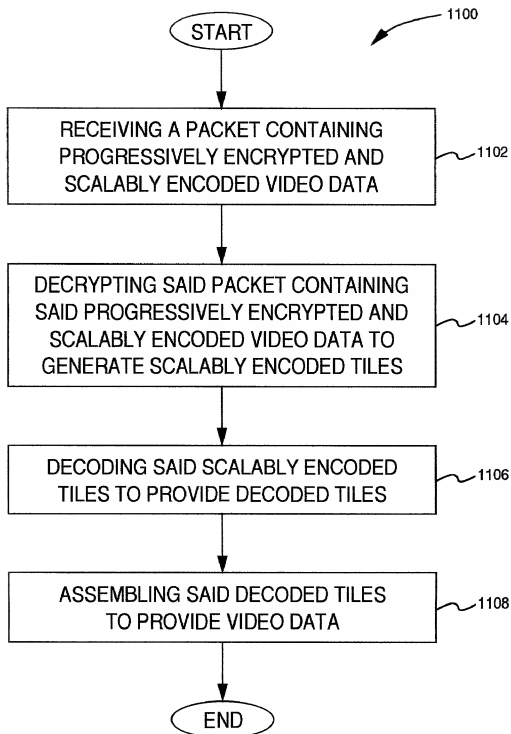 START
1100
RECEIVING A PACKET CONTAINING
PROGRESSIVELY ENCRYPTED AND
SCALABLY ENCODED VIDEO DATA
1102
DECRYPTING SAID PACKET CONTAINING
SAID PROGRESSIVELY ENCRYPTED AND
SCALABLY ENCODED VIDEO DATA TO
GENERATE SCALABLY ENCODED TILES
1104
DECODING SAID SCALABLY ENCODED
TILES TO PROVIDE DECODED TILES
1106
ASSEMBLING SAID DECODED TILES
TO PROVIDE VIDEO DATA
1108
END